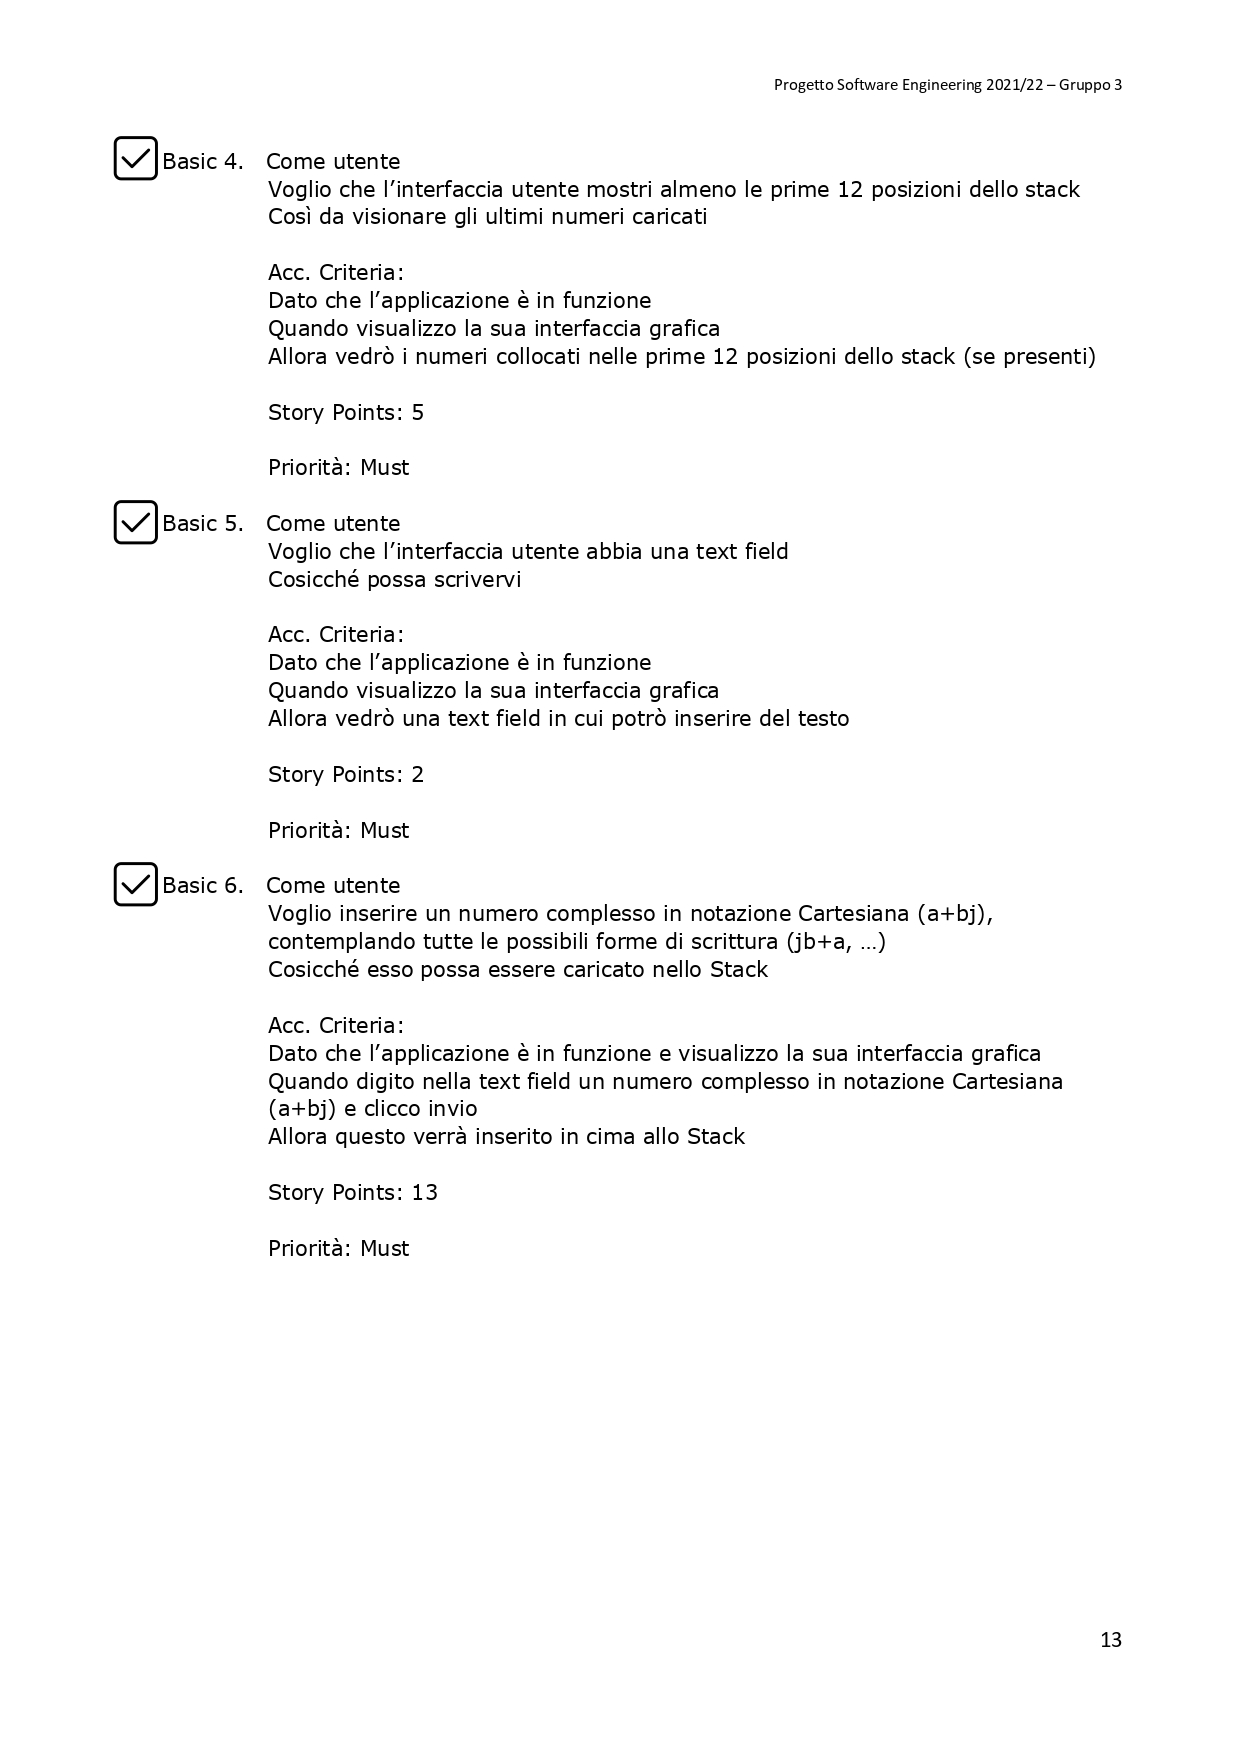 Progetto Software Engineering 2021/22 – Gruppo 3
Basic 4. Come utente
Voglio che l’interfaccia utente mostri almeno le prime 12 posizioni dello stack
Così da visionare gli ultimi numeri caricati
Acc. Criteria:
Dato che l’applicazione è in funzione
Quando visualizzo la sua interfaccia grafica
Allora vedrò i numeri collocati nelle prime 12 posizioni dello stack (se presenti)
Story Points: 5
Priorità: Must
Basic 5. Come utente
Voglio che l’interfaccia utente abbia una text field
Cosicché possa scrivervi
Acc. Criteria:
Dato che l’applicazione è in funzione
Quando visualizzo la sua interfaccia grafica
Allora vedrò una text field in cui potrò inserire del testo
Story Points: 2
Priorità: Must
Basic 6. Come utente
Voglio inserire un numero complesso in notazione Cartesiana (a+bj),
contemplando tutte le possibili forme di scrittura (jb+a, …)
Cosicché esso possa essere caricato nello Stack
Acc. Criteria:
Dato che l’applicazione è in funzione e visualizzo la sua interfaccia grafica
Quando digito nella text field un numero complesso in notazione Cartesiana
(a+bj) e clicco invio
Allora questo verrà inserito in cima allo Stack
Story Points: 13
Priorità: Must
13